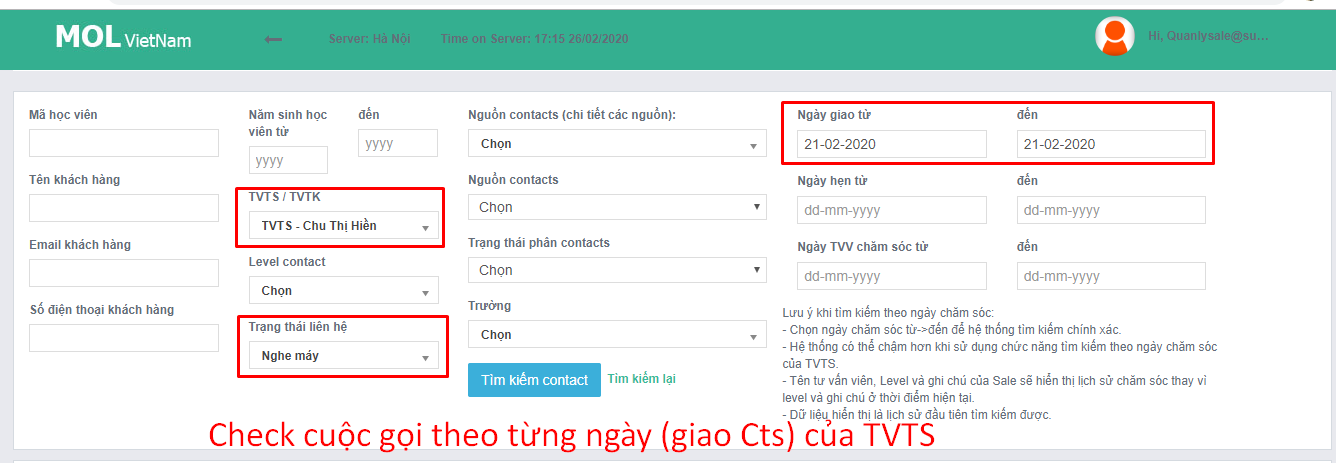 MOL VietNam
Server: Hà Nội
Time on Server: 17:15 26/02/2020
Hi, Quanlysale@su...
Mã học viên
Tên khách hàng
Email khách hàng
Số điện thoại khách hàng
Năm sinh học viên từ
đến
yyyy
yyyy
TVTS / TVTK
TVTS - Chu Thị Hiền
Level contact
Chọn
Trạng thái liên hệ
Nghe máy
Nguồn contacts (chi tiết các nguồn):
Chọn
Nguồn contacts
Chọn
Trạng thái phân contacts
Chọn
Trường
Chọn
Tìm kiếm contact
Tìm kiếm lại
Ngày giao từ
đến
21-02-2020
21-02-2020
Ngày hẹn từ
đến
dd-mm-yyyy
dd-mm-yyyy
Ngày TVV chăm sóc từ
đến
dd-mm-yyyy
dd-mm-yyyy
Lưu ý khi tìm kiếm theo ngày chăm sóc:
- Chọn ngày chăm sóc từ->đến để hệ thống tìm kiếm chính xác.
- Hệ thống có thể chậm hơn khi sử dụng chức năng tìm kiếm theo ngày chăm sóc
của TVTS.
- Tên tư vấn viên, Level và ghi chú của Sale sẽ hiển thị lịch sử chăm sóc thay vì
level và ghi chú ở thời điểm hiện tại.
- Dữ liệu hiển thị là lịch sử đầu tiên tìm kiếm được.
Check cuộc gọi theo từng ngày (giao Cts) của TVTS